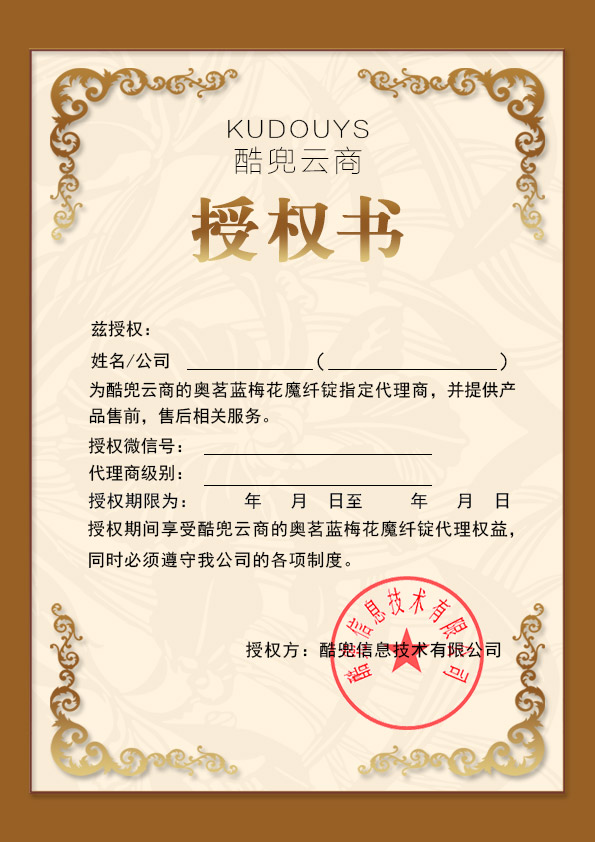 KUDOUYS
酷兜云商
授权书
兹授权：
姓名/公司 ____________（________________）
为酷兜云商的奥茗蓝梅花魔纤锭指定代理商，并提供产
品售前，售后相关服务。
授权微信号： ______________________
代理商级别： ______________________
授权期限为： 年 月 日至 年 月 日
授权期间享受酷兜云商的奥茗蓝梅花魔纤锭代理权益，
同时必须遵守我公司的各项制度。
授权方：酷兜信息技术有限公司
酷兜信息技术有限公司